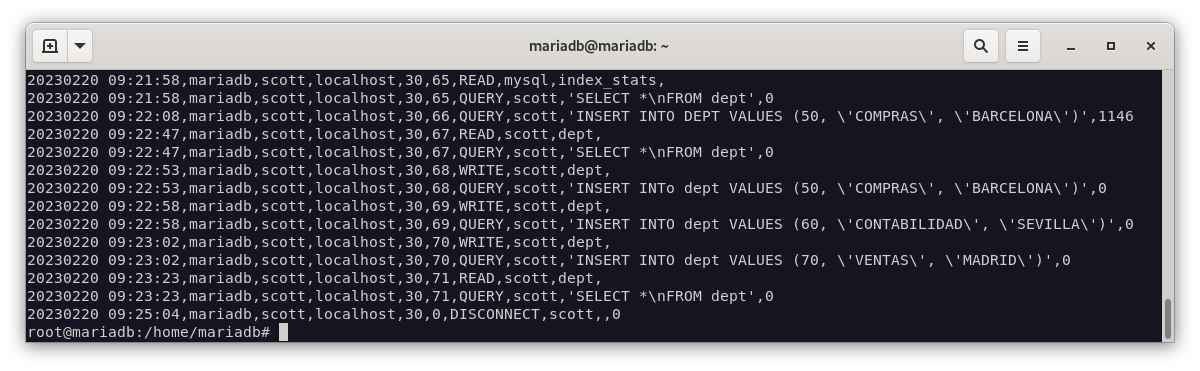 mariadb@mariadb: ~
20230220 09:21:58,mariadb,scott,localhost,30,65,READ,mysql,index_stats,
20230220 09:21:58,mariadb,scott,localhost,30,65,QUERY,scott,'SELECT *\nFROM dept',0
20230220 09:22:08,mariadb,scott,localhost,30,66,QUERY,scott,'INSERT INTO DEPT VALUES (50, \'COMPRAS\', \'BARCELONA\')',1146
20230220 09:22:47,mariadb,scott,localhost,30,67,READ,scott,dept,
20230220 09:22:47,mariadb,scott,localhost,30,67,QUERY,scott,'SELECT *\nFROM dept',0
20230220 09:22:53,mariadb,scott,localhost,30,68,WRITE,scott,dept,
20230220 09:22:53,mariadb,scott,localhost,30,68,QUERY,scott,'INSERT INTo dept VALUES (50, \'COMPRAS\', \'BARCELONA\')',0
20230220 09:22:58,mariadb,scott,localhost,30,69,WRITE,scott,dept,
20230220 09:22:58,mariadb,scott,localhost,30,69,QUERY,scott,'INSERT INTo dept VALUES (60, \'CONTABILIDAD\', \'SEVILLA\')',0
20230220 09:23:02,mariadb,scott,localhost,30,70,WRITE,scott,dept,
20230220 09:23:02,mariadb,scott,localhost,30,70,QUERY,scott,'INSERT INTo dept VALUES (70, \'VENTAS\', \'MADRID\')',0
20230220 09:23:23,mariadb,scott,localhost,30,71,READ,scott,dept,
20230220 09:23:23,mariadb,scott,localhost,30,71,QUERY,scott,'SELECT *\nFROM dept',0
20230220 09:25:04,mariadb,scott,localhost,30,0,DISCONNECT,scott,,0
root@mariadb:/home/mariadb#